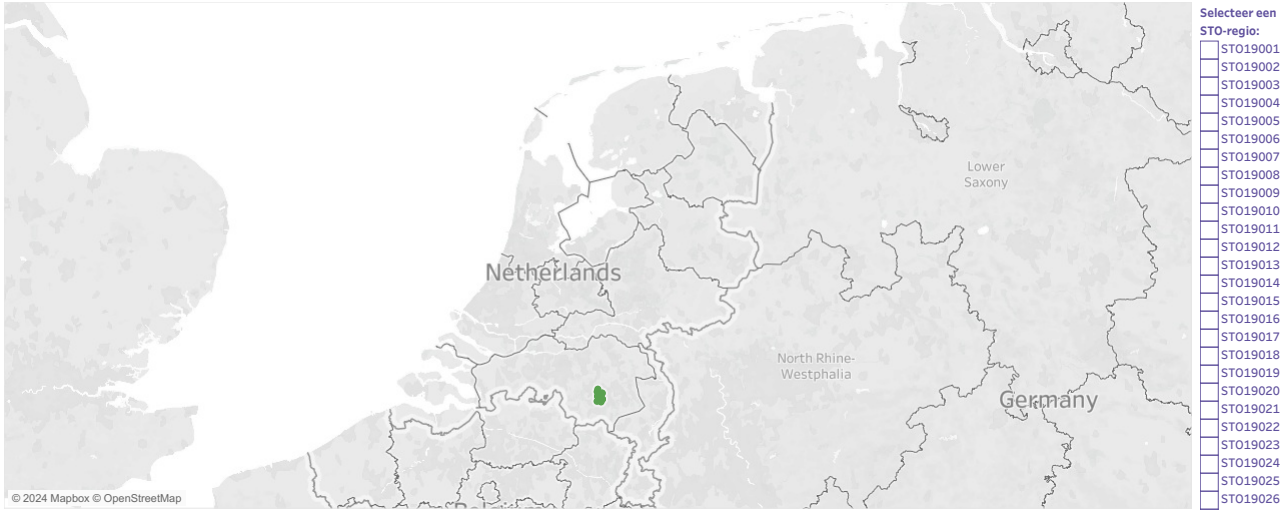 Selecteer een
STO-regio:
STO19001
STO19002
STO19003
STO19004
STO19005
STO19006
STO19007
STO19008
STO19009
STO19010
STO19011
STO19012
STO19013
STO19014
STO19015
STO19016
STO19017
STO19018
STO19019
STO19020
STO19021
STO19022
STO19023
STO19024
STO19025
STO19026
Lower
Saxony
Netherlands
North Rhine-
Westphalia
Germany
© 2024 Mapbox © OpenStreetMap